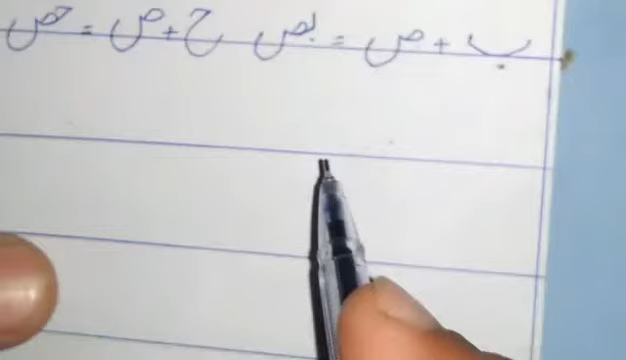 ب + ص = بص ح + ص = حص